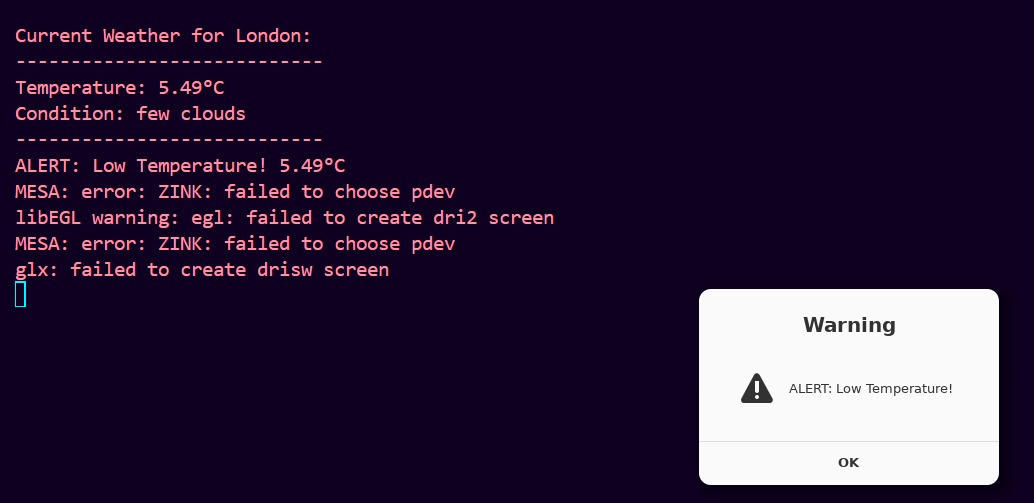 Current Weather for London:
----------------------------
Temperature: 5.49°C
Condition: few clouds
----------------------------
ALERT: Low Temperature! 5.49°C
MESA: error: ZINK: failed to choose pdev
libEGL warning: egl: failed to create dri2 screen
MESA: error: ZINK: failed to choose pdev
glx: failed to create drisw screen
Warning
ALERT: Low Temperature!
OK